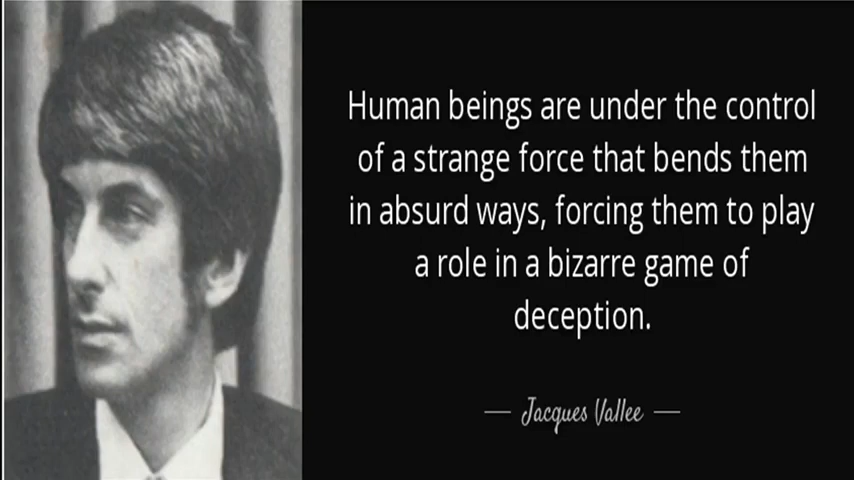 Human beings are under the control
of a strange force that bends them
in absurd ways, forcing them to play
a role in a bizarre game of
deception.
— Jacques Vallee —